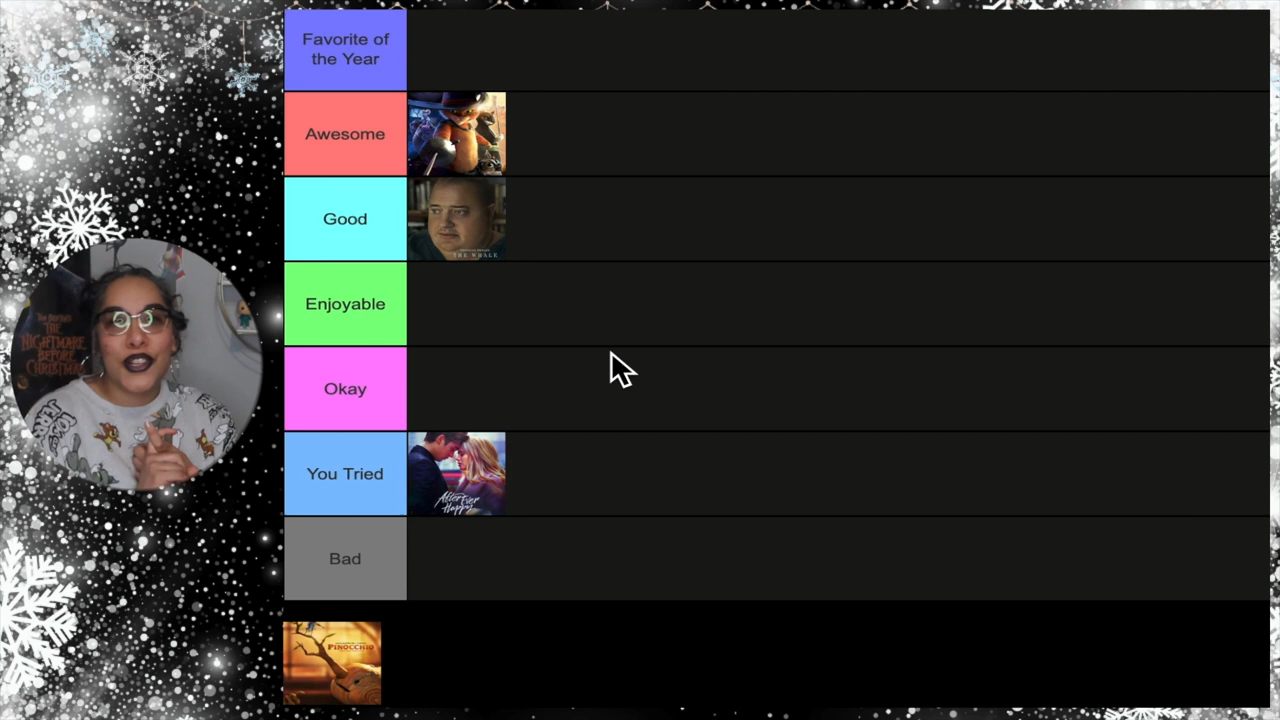 Favorite of
the Year
Awesome
Good
THE WHALE
Enjoyable
Okay
You Tried
After
Ever
Happy
Bad
PINOCCHIO
THE
NIGHTMARE
BEFORE
CHRISTMAS